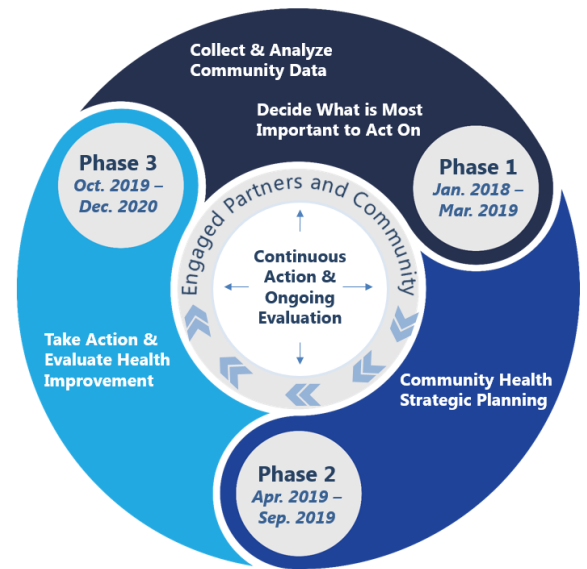 Collect & Analyze
Community Data
Decide What is Most
Important to Act On
Phase 1
Jan. 2018 –
Mar. 2019
Phase 3
Oct. 2019 –
Dec. 2020
Engaged Partners and Community
Continuous
Action &
Ongoing
Evaluation
Take Action &
Evaluate Health
Improvement
Community Health
Strategic Planning
Phase 2
Apr. 2019 –
Sep. 2019